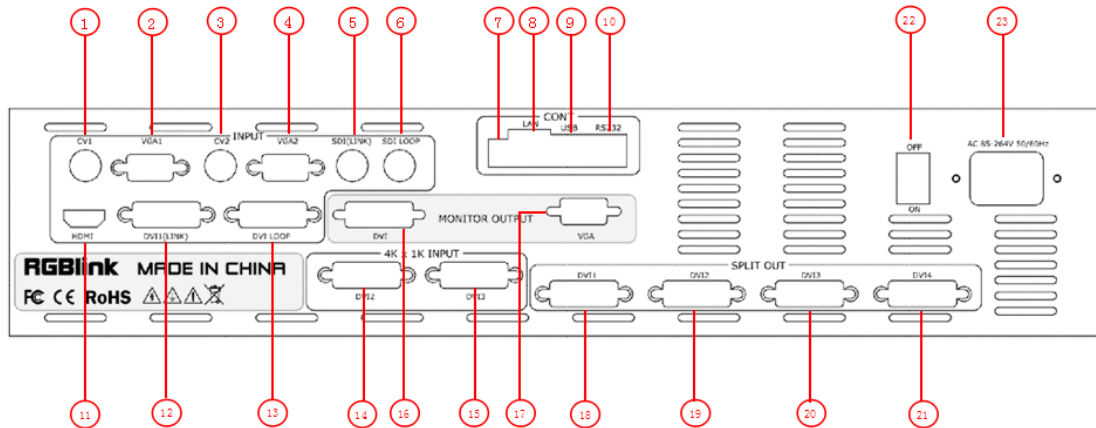 1 2 3 4 5 6 7 8 9 10 22 23
CONT
LAN USB RS232
INPUT
CV1 VGA1 CV2 VGA2 SDI(LINK) SDI LOOP
OFF
AC 85-264V 50/60Hz
ON
MONITOR OUTPUT
HDMI DVI1(LINK) DVI LOOP DVI VGA
4K x 1K INPUT
RGBlink MADE IN CHINA
SPLIT OUT
DVI1 DVI2 DVI3 DVI4
FC CE RoHS
DVI2 DVI3
11 12 13 14 16 15 17 18 19 20 21